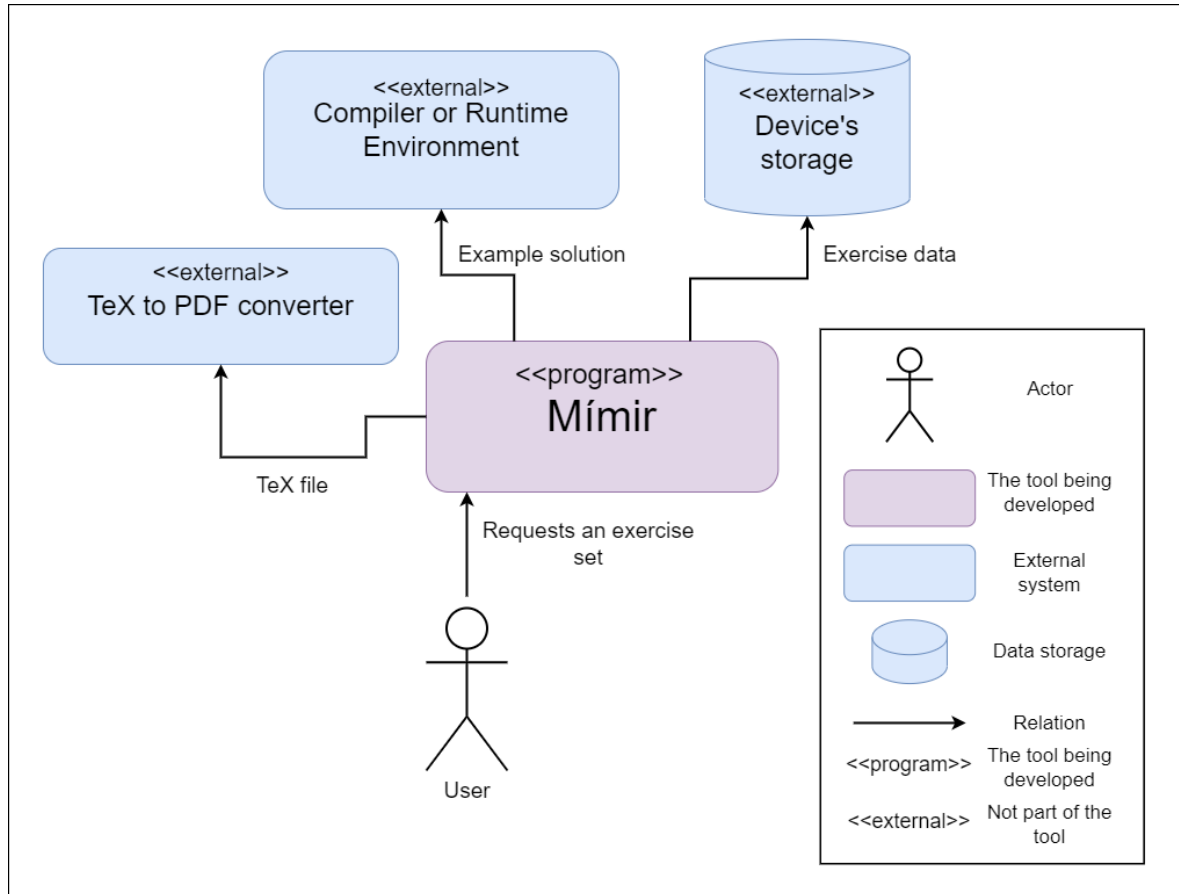 <<external>>
Compiler or Runtime
Environment
<<external>>
Device's
storage
Example solution
Exercise data
<<external>>
TeX to PDF converter
<<program>>
Mímir
TeX file
Requests an exercise
set
User
Actor
The tool being
developed
External
system
Data storage
Relation
<<program>>
The tool being
developed
<<external>>
Not part of the
tool